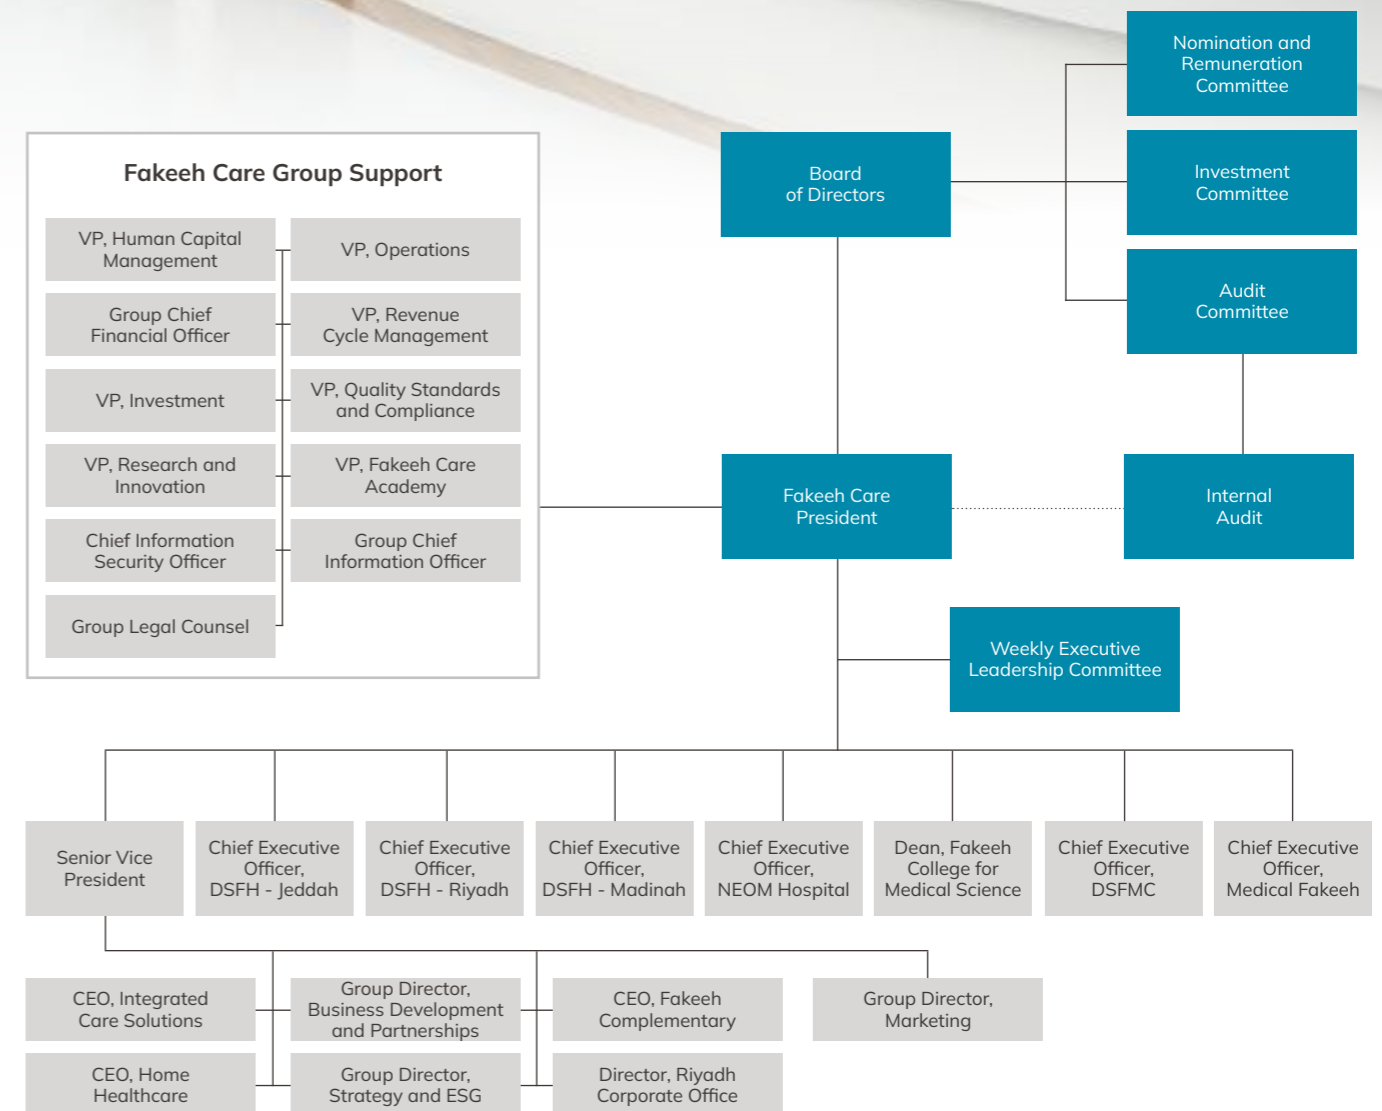 Nomination and
Remuneration
Committee
Board
of Directors
Investment
Committee
Audit
Committee
Fakeeh Care Group Support
VP, Human Capital
Management
VP, Operations
Group Chief
Financial Officer
VP, Revenue
Cycle Management
VP, Investment
VP, Quality Standards
and Compliance
VP, Research and
Innovation
VP, Fakeeh Care
Academy
Chief Information
Security Officer
Group Chief
Information Officer
Group Legal Counsel
Fakeeh Care
President
Internal
Audit
Weekly Executive
Leadership Committee
Senior Vice
President
Chief Executive
Officer,
DSFH - Jeddah
Chief Executive
Officer,
DSFH - Riyadh
Chief Executive
Officer,
DSFH - Madinah
Chief Executive
Officer,
NEOM Hospital
Dean, Fakeeh
College for
Medical Science
Chief Executive
Officer,
DSFMC
Chief Executive
Officer,
Medical Fakeeh
CEO, Integrated
Care Solutions
Group Director,
Business Development
and Partnerships
CEO, Fakeeh
Complementary
Group Director,
Marketing
CEO, Home
Healthcare
Group Director,
Strategy and ESG
Director, Riyadh
Corporate Office